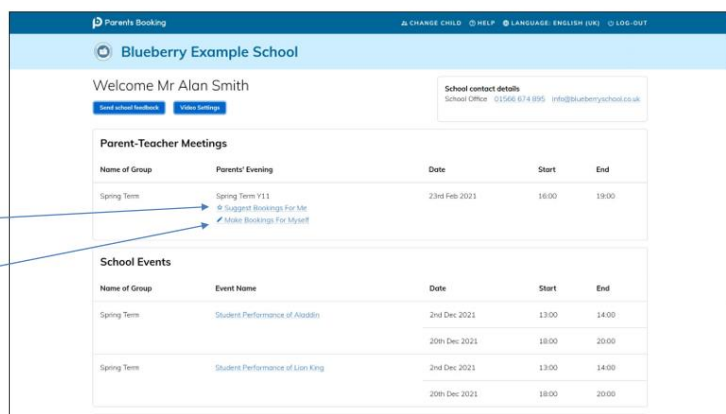 Parents Booking
CHANGE CHILD HELP LANGUAGE: ENGLISH (UK) LOG-OUT
Blueberry Example School
Welcome Mr Alan Smith
Send school feedback Video Settings
School contact details
School Office 01566 674 895 info@blueberryschool.co.uk
Parent-Teacher Meetings
Name of Group Parents' Evening Date Start End
Spring Term Spring Term Y11 23rd Feb 2021 16:00 19:00
Suggest Bookings For Me
Make Bookings For Myself
School Events
Name of Group Event Name Date Start End
Spring Term Student Performance of Aladdin 2nd Dec 2021 13:00 14:00
20th Dec 2021 18:00 20:00
Spring Term Student Performance of Lion King 2nd Dec 2021 13:00 14:00
20th Dec 2021 18:00 20:00